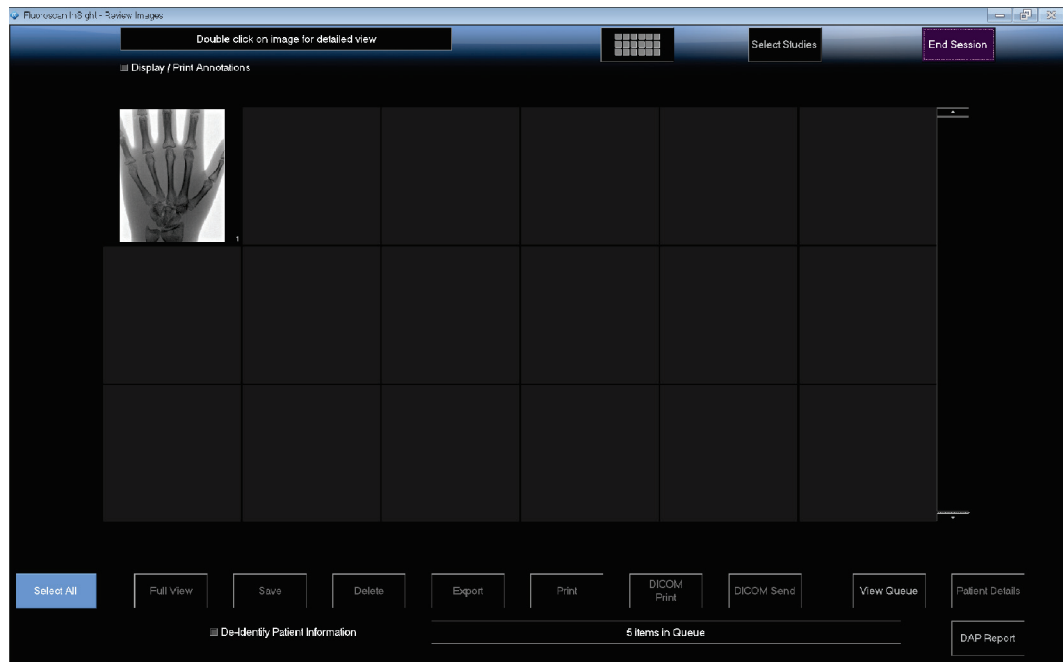 Fluoroscan InSight - Review Images
Double click on image for detailed view
Select Studies
End Session
Display / Print Annotations
1
Select All
Full View
Save
Delete
Export
Print
DICOM
Print
DICOM Send
View Queue
Patient Details
De-Identify Patient Information
5 items in Queue
DAP Report